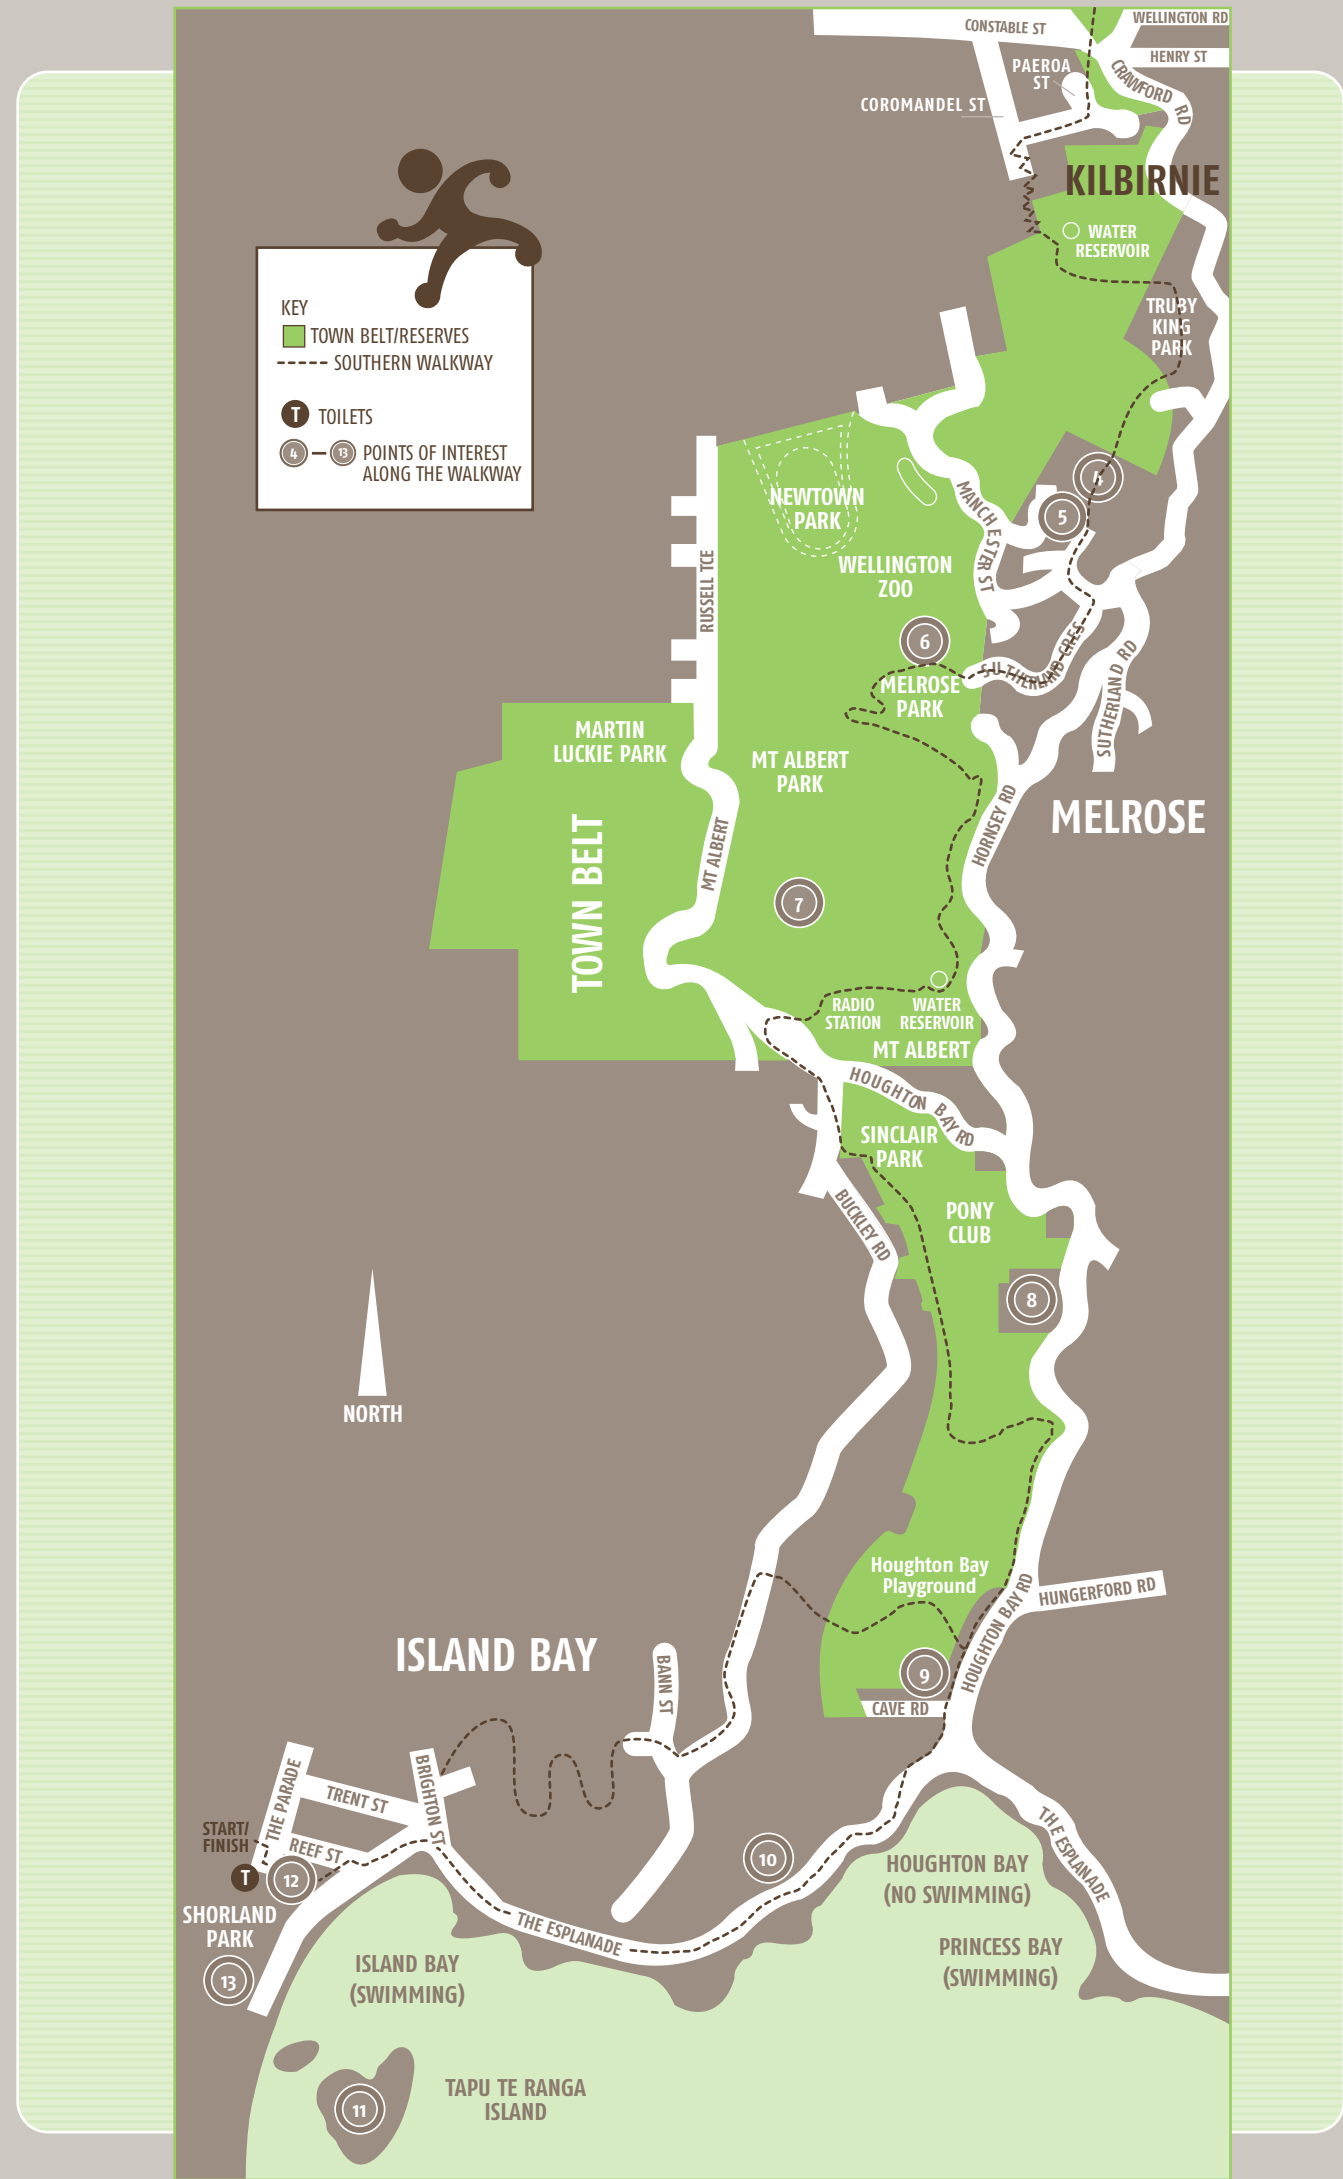 CONSTABLE ST
WELLINGTON RD
HENRY ST
PAEROA
ST
CRAWFORD RD
COROMANDEL ST
KILBIRNIE
WATER
RESERVOIR
TRUBY
KING
PARK
KEY
TOWN BELT/RESERVES
SOUTHERN WALKWAY
T TOILETS
4 – 13 POINTS OF INTEREST
ALONG THE WALKWAY
4
5
NEWTOWN
PARK
MANCHESTER ST
WELLINGTON
ZOO
RUSSELL TCE
6
SUTHERLAND CRES
MELROSE
PARK
SUTHERLAND RD
MARTIN
LUCKIE PARK
MT ALBERT
PARK
MELROSE
HORNSEY RD
TOWN BELT
MT ALBERT
7
RADIO
STATION
WATER
RESERVOIR
MT ALBERT
HOUGHTON BAY RD
SINCLAIR
PARK
BUCKLEY RD
PONY
CLUB
8
NORTH
Houghton Bay
Playground
HUNGERFORD RD
HOUGHTON BAY RD
ISLAND BAY
BANN ST
9
CAVE RD
THE PARADE
TRENT ST
BRIGHTON ST
START/
FINISH
REEF ST
T
12
10
THE ESPLANADE
HOUGHTON BAY
(NO SWIMMING)
SHORLAND
PARK
THE ESPLANADE
PRINCESS BAY
(SWIMMING)
ISLAND BAY
(SWIMMING)
13
TAPU TE RANGA
ISLAND
11